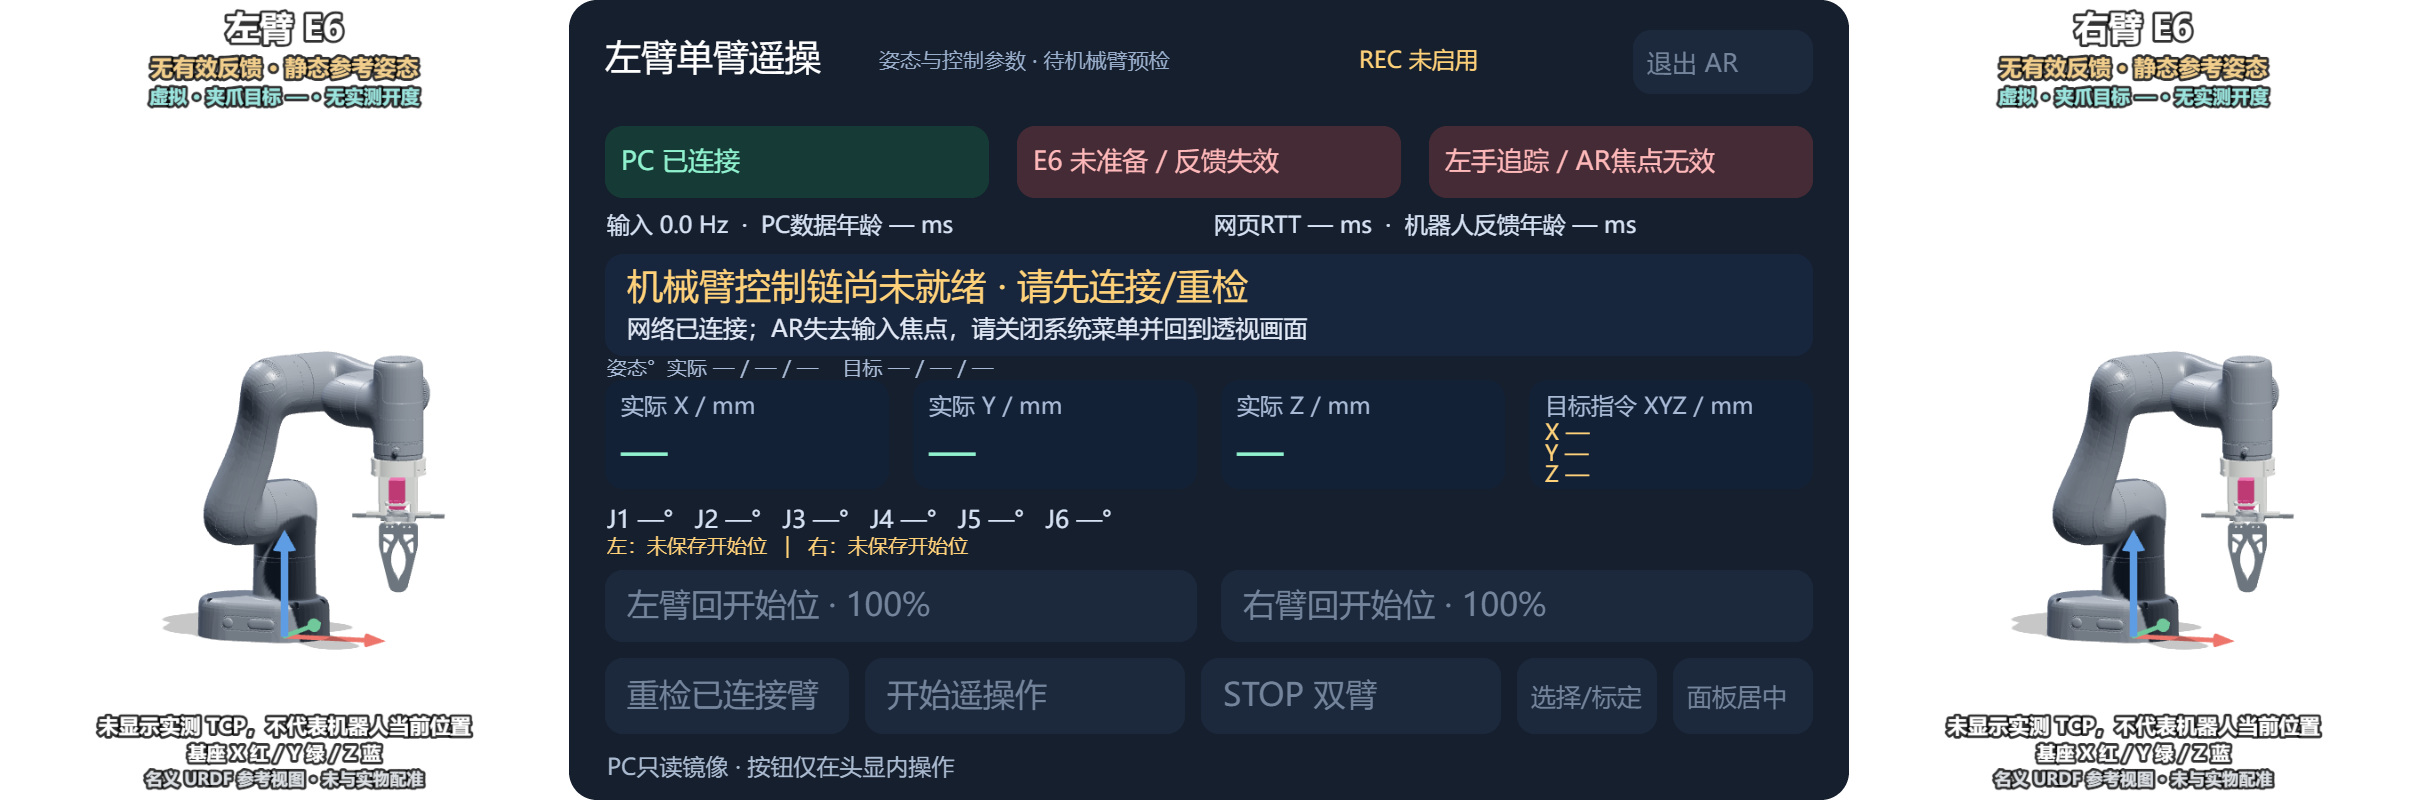 左臂 E6
无有效反馈•静态参考姿态
虚拟•夹爪目标 —•无实测开度
未显示实测 TCP，不代表机器人当前位置
基座 X 红 / Y 绿 / Z 蓝
名义 URDF 参考视图•未与实物配准
左臂单臂遥操
姿态与控制参数 · 待机械臂预检
REC 未启用
退出 AR
PC 已连接
E6 未准备 / 反馈失效
左手追踪 / AR焦点无效
输入 0.0 Hz · PC数据年龄 — ms
网页RTT — ms · 机器人反馈年龄 — ms
机械臂控制链尚未就绪 · 请先连接/重检
网络已连接；AR失去输入焦点，请关闭系统菜单并回到透视画面
姿态° 实际 — / — / — 目标 — / — / —
实际 X / mm
—
实际 Y / mm
—
实际 Z / mm
—
目标指令 XYZ / mm
X —
Y —
Z —
J1 —° J2 —° J3 —° J4 —° J5 —° J6 —°
左：未保存开始位 | 右：未保存开始位
左臂回开始位 · 100%
右臂回开始位 · 100%
重检已连接臂
开始遥操作
STOP 双臂
选择/标定
面板居中
PC只读镜像 · 按钮仅在头显内操作
右臂 E6
无有效反馈•静态参考姿态
虚拟•夹爪目标 —•无实测开度
未显示实测 TCP，不代表机器人当前位置
基座 X 红 / Y 绿 / Z 蓝
名义 URDF 参考视图•未与实物配准